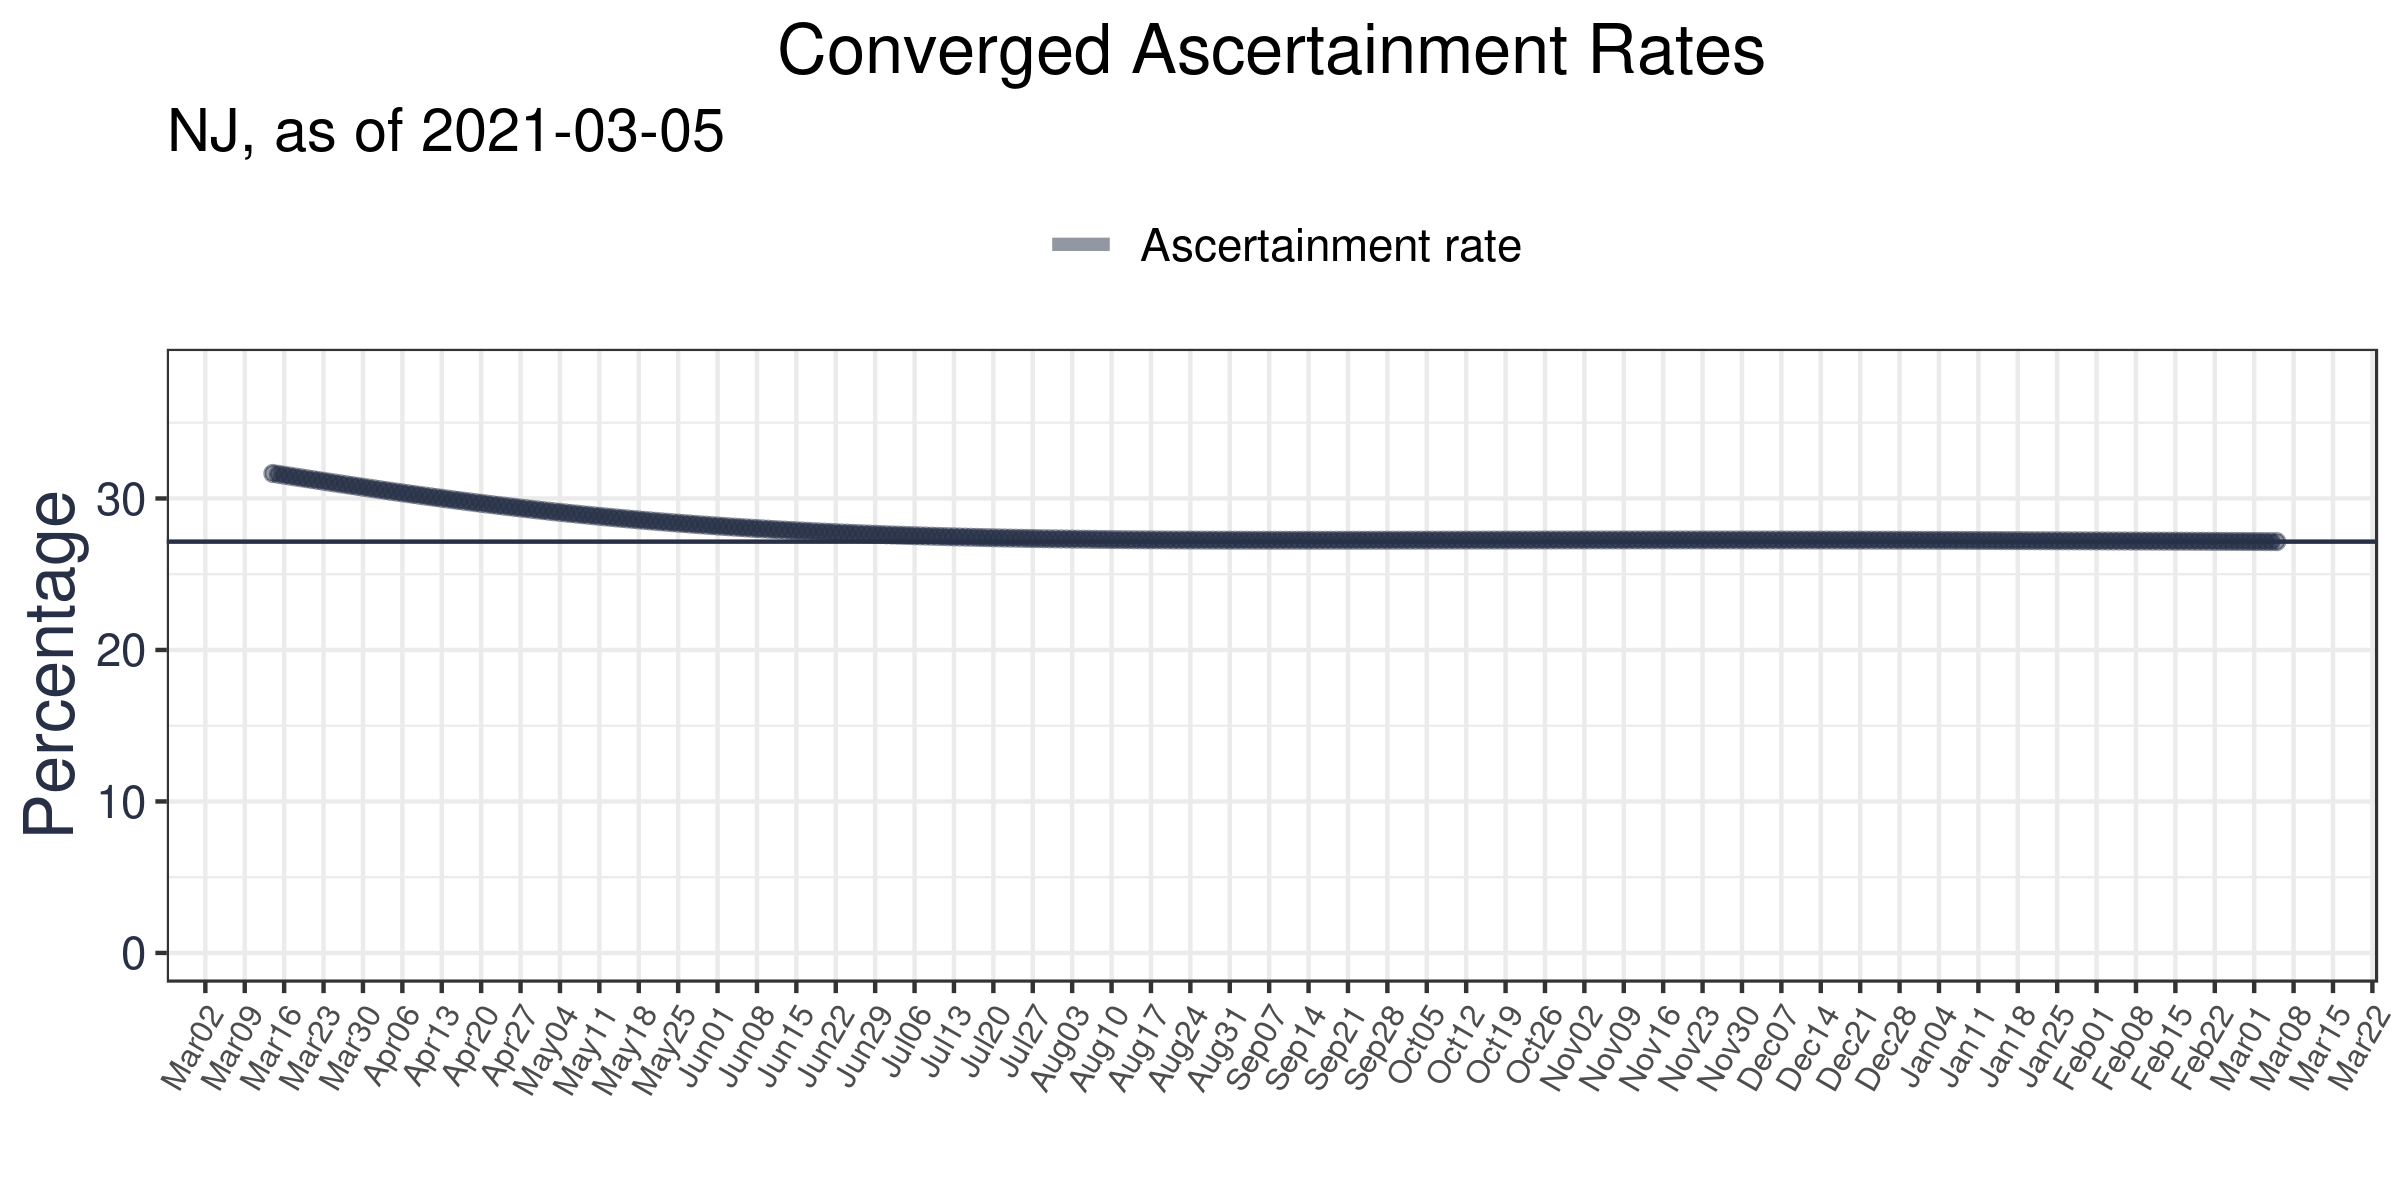 Converged Ascertainment Rates
NJ, as of 2021-03-05
Ascertainment rate
Percentage
30
20
10
0
Mar02
Mar09
Mar16
Mar23
Mar30
Apr06
Apr13
Apr20
Apr27
May04
May11
May18
May25
Jun01
Jun08
Jun15
Jun22
Jun29
Jul06
Jul13
Jul20
Jul27
Aug03
Aug10
Aug17
Aug24
Aug31
Sep07
Sep14
Sep21
Sep28
Oct05
Oct12
Oct19
Oct26
Nov02
Nov09
Nov16
Nov23
Nov30
Dec07
Dec14
Dec21
Dec28
Jan04
Jan11
Jan18
Jan25
Feb01
Feb08
Feb15
Feb22
Mar01
Mar08
Mar15
Mar22